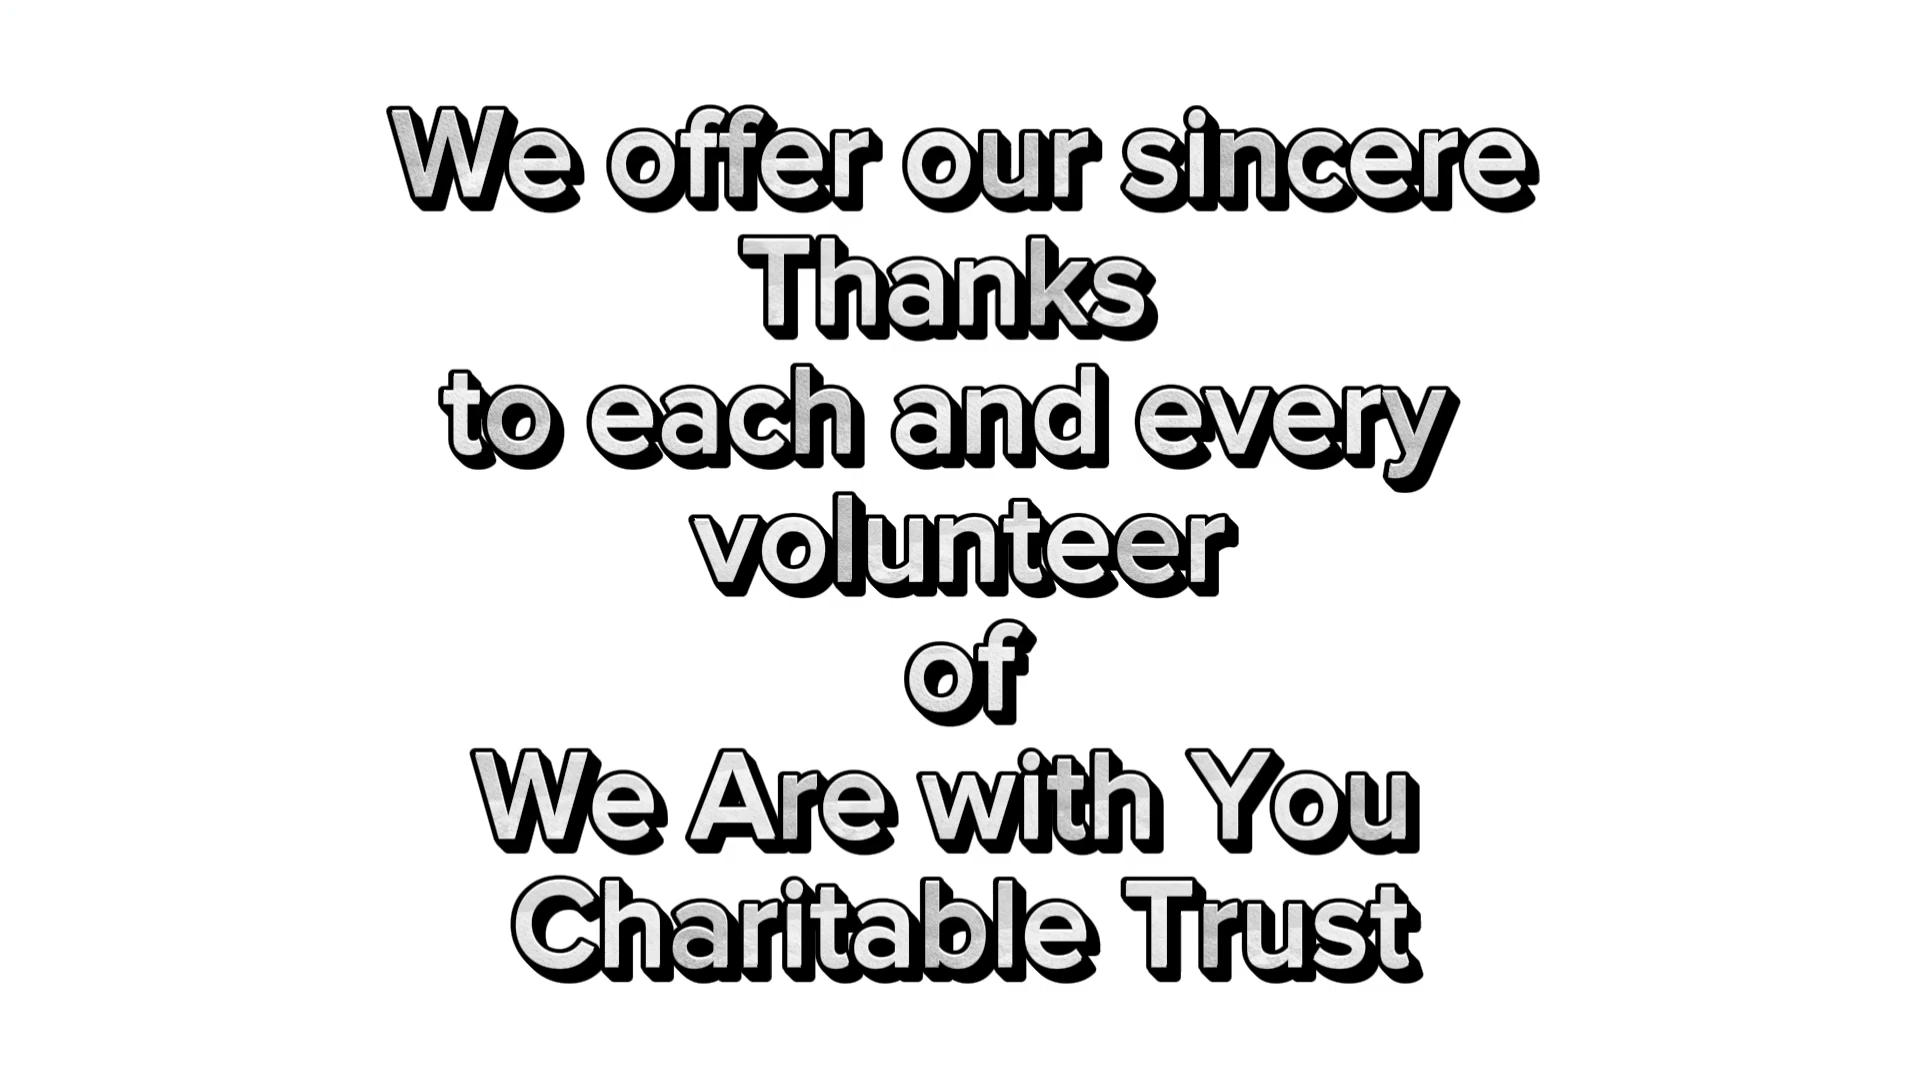 We offer our sincere
Thanks
to each and every
volunteer
of
We Are with You
Charitable Trust